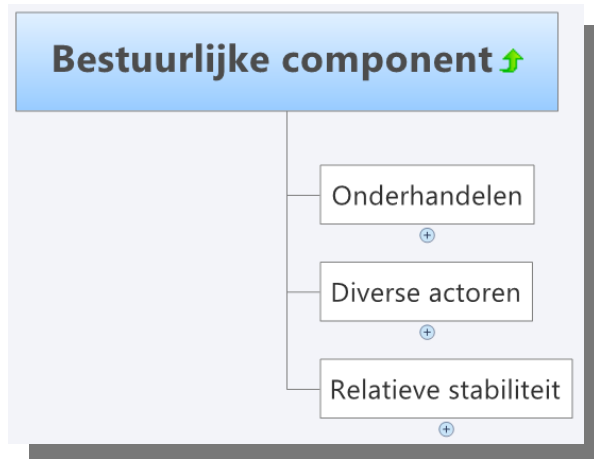 Bestuurlijke component
Onderhandelen
Diverse actoren
Relatieve stabiliteit